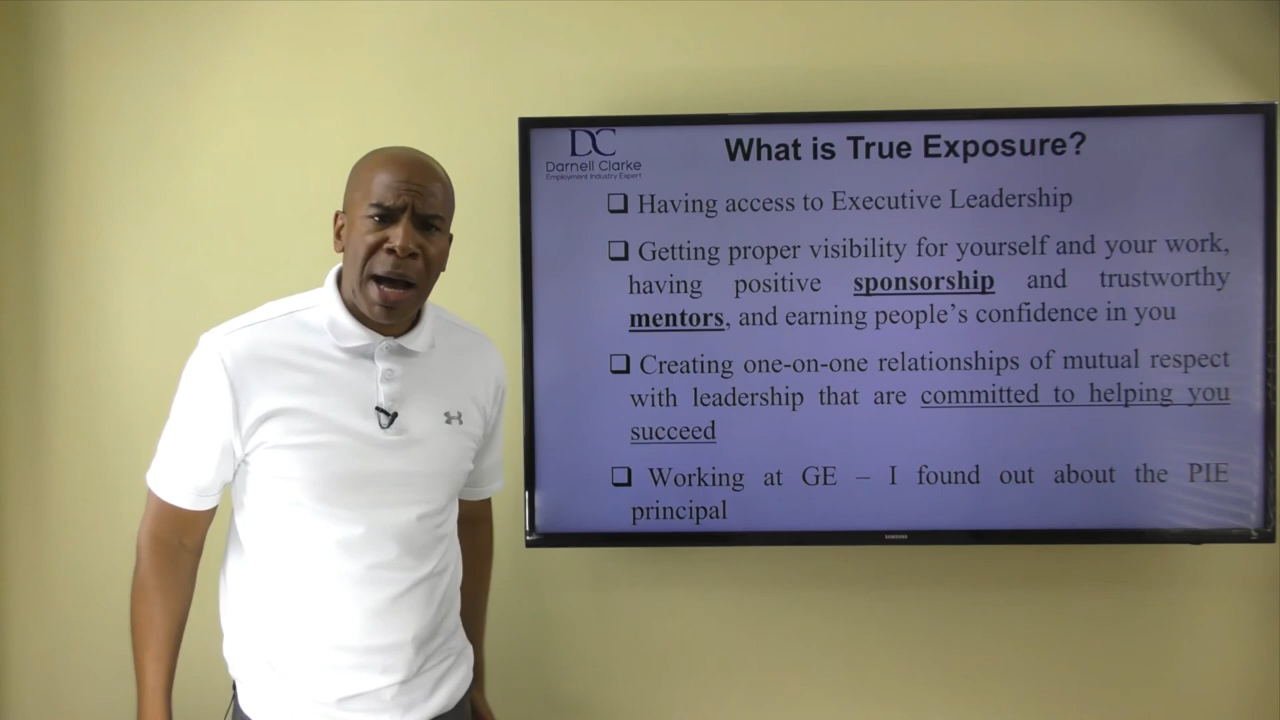 DC
Darnell Clarke
Employment Industry Expert
What is True Exposure?
Having access to Executive Leadership
Getting proper visibility for yourself and your work,
having positive sponsorship and trustworthy
mentors, and earning people's confidence in you
Creating one-on-one relationships of mutual respect
with leadership that are committed to helping you
succeed
Working at GE – I found out about the PIE
principal
SAMSUNG